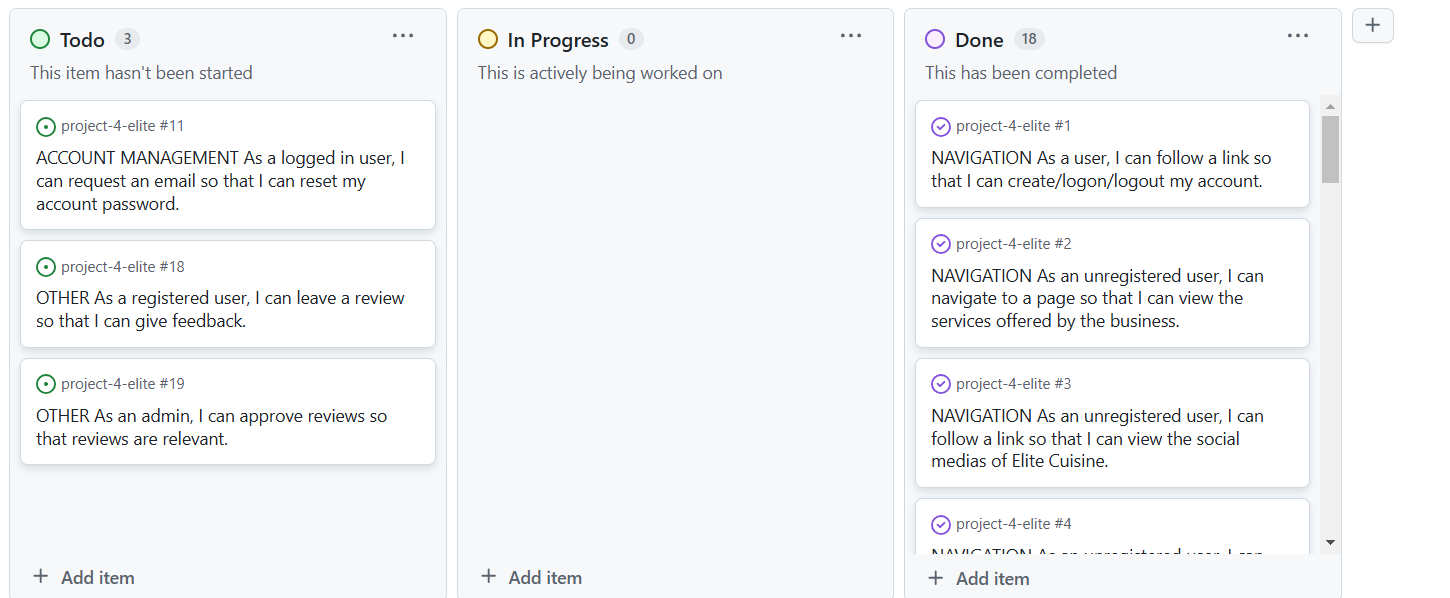 Todo 3
This item hasn't been started
project-4-elite #11
ACCOUNT MANAGEMENT As a logged in user, I
can request an email so that I can reset my
account password.
project-4-elite #18
OTHER As a registered user, I can leave a review
so that I can give feedback.
project-4-elite #19
OTHER As an admin, I can approve reviews so
that reviews are relevant.
Add item
In Progress 0
This is actively being worked on
Add item
Done 18
This has been completed
project-4-elite #1
NAVIGATION As a user, I can follow a link so
that I can create/logon/logout my account.
project-4-elite #2
NAVIGATION As an unregistered user, I can
navigate to a page so that I can view the
services offered by the business.
project-4-elite #3
NAVIGATION As an unregistered user, I can
follow a link so that I can view the social
medias of Elite Cuisine.
project-4-elite #4
NAVIGATION As an unregistered user, I can
Add item